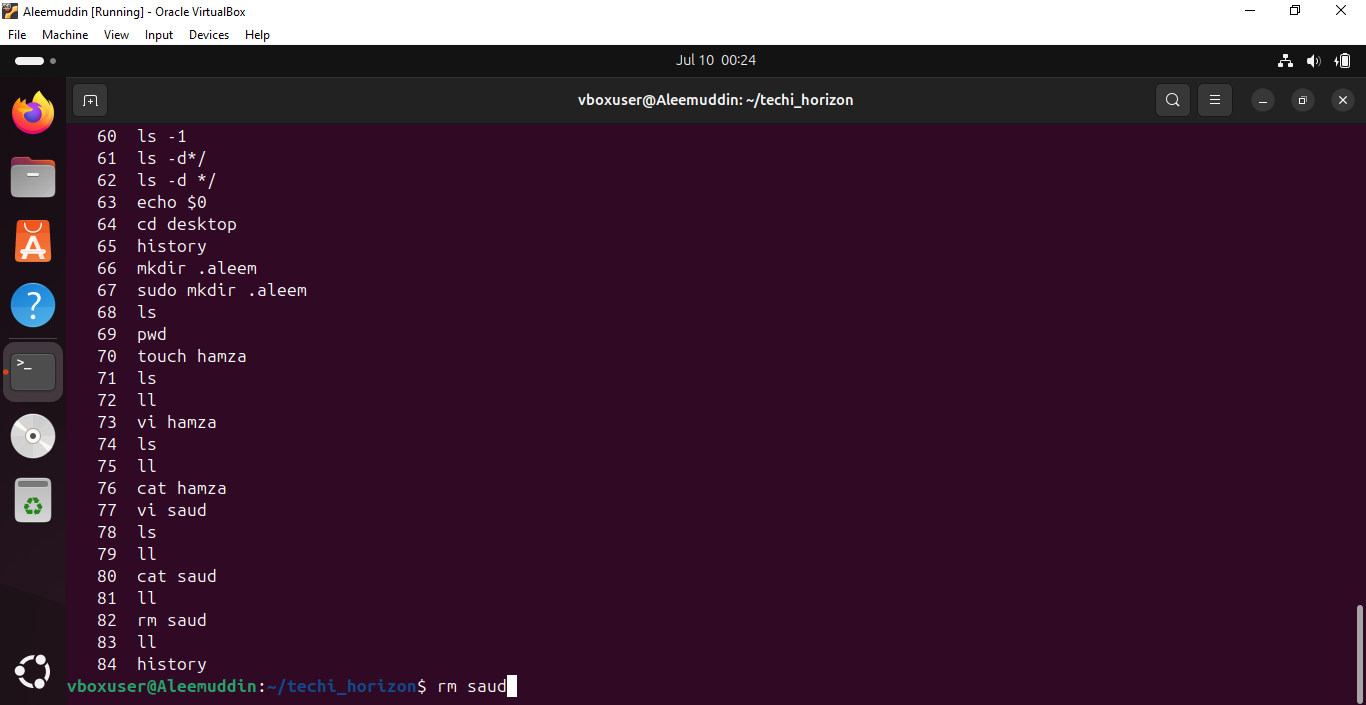 Aleemuddin [Running] - Oracle VirtualBox
File Machine View Input Devices Help
Jul 10 00:24
vboxuser@Aleemuddin: ~/techi_horizon
60 ls -1
61 ls -d*/
62 ls -d */
63 echo $0
64 cd desktop
65 history
66 mkdir .aleem
67 sudo mkdir .aleem
68 ls
69 pwd
70 touch hamza
71 ls
72 ll
73 vi hamza
74 ls
75 ll
76 cat hamza
77 vi saud
78 ls
79 ll
80 cat saud
81 ll
82 rm saud
83 ll
84 history
vboxuser@Aleemuddin:~/techi_horizon$ rm saud